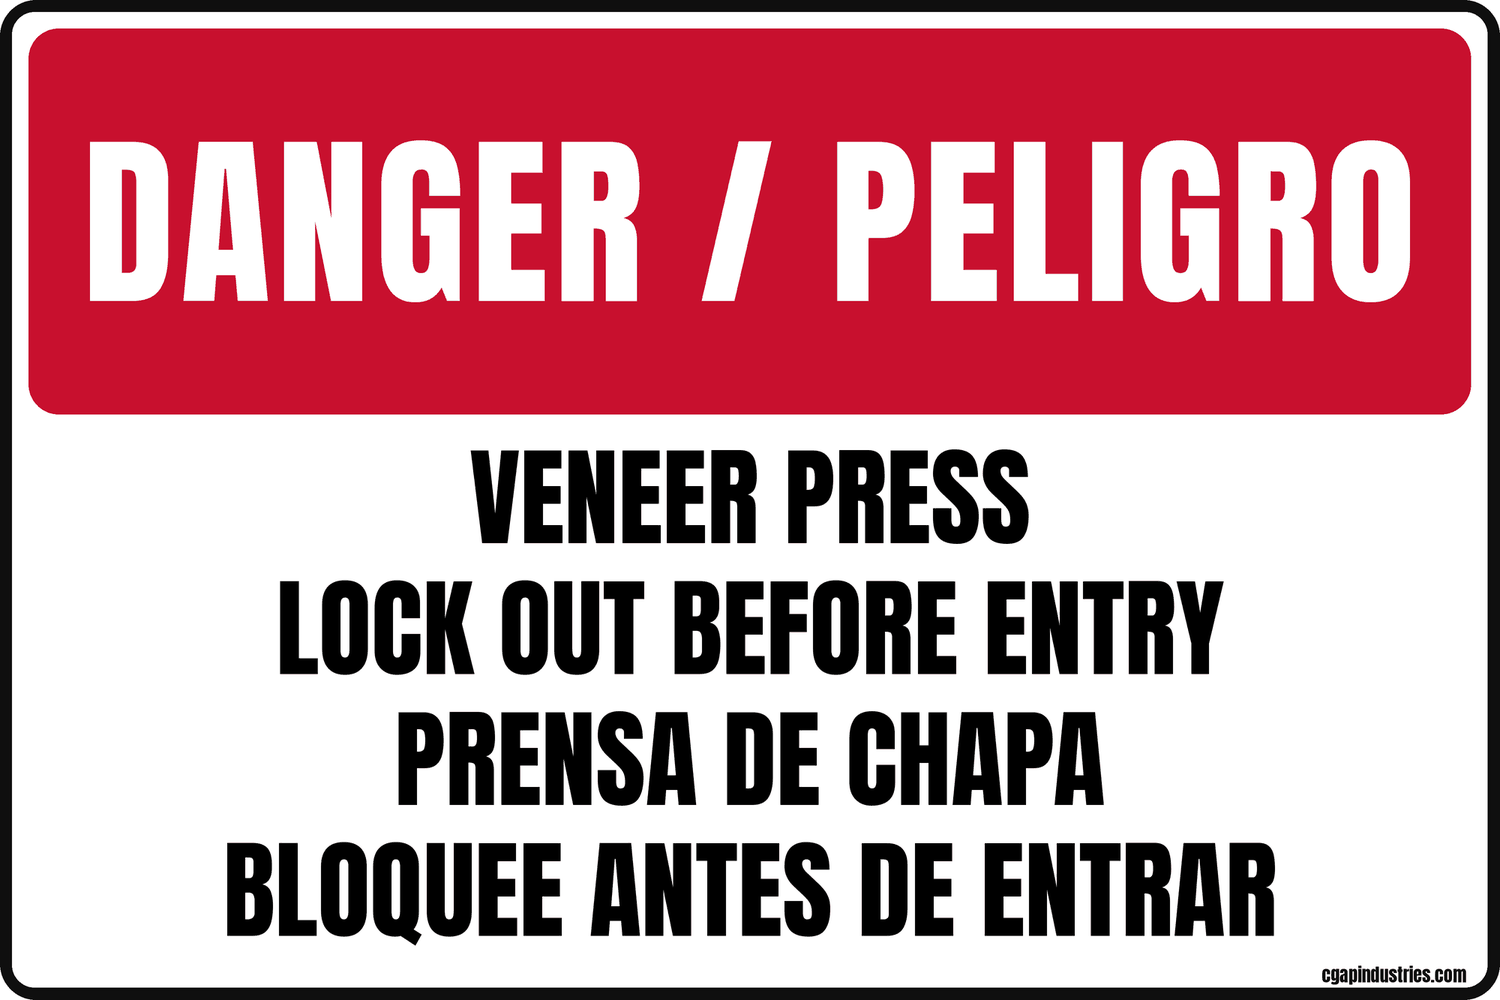 DANGER / PELIGRO
VENEER PRESS
LOCK OUT BEFORE ENTRY
PRENSA DE CHAPA
BLOQUEE ANTES DE ENTRAR
cgapindustries.com